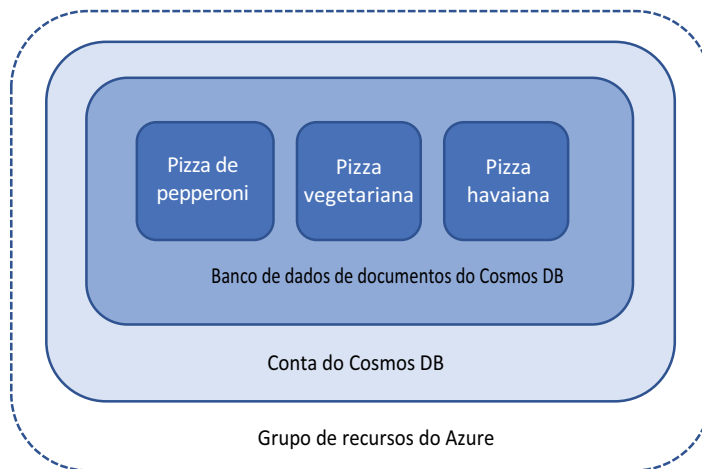 Pizza de
pepperoni
Pizza
vegetariana
Pizza
havaiana
Banco de dados de documentos do Cosmos DB
Conta do Cosmos DB
Grupo de recursos do Azure